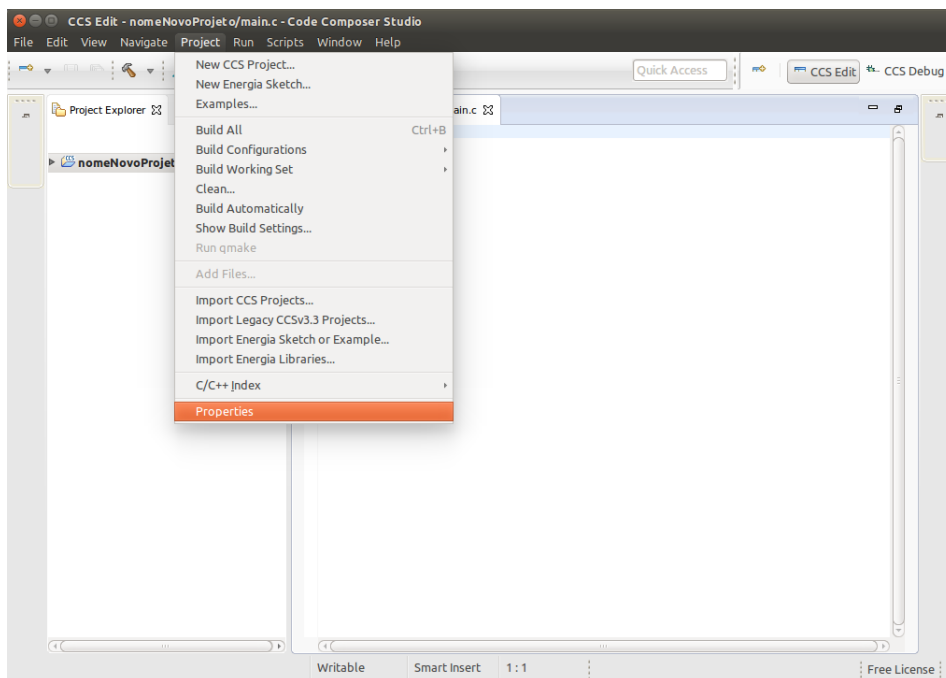 CCS Edit - nomeNovoProjeto/main.c - Code Composer Studio
File Edit View Navigate Project Run Scripts Window Help
Quick Access
CCS Edit
CCS Debug
Project Explorer
ain.c
nomeNovoProjet
New CCS Project...
New Energia Sketch...
Examples...
Build All Ctrl+B
Build Configurations
Build Working Set
Clean...
Build Automatically
Show Build Settings...
Run qmake
Add Files...
Import CCS Projects...
Import Legacy CCSv3.3 Projects...
Import Energia Sketch or Example...
Import Energia Libraries...
C/C++ Index
Properties
Writable Smart Insert 1 : 1 Free License